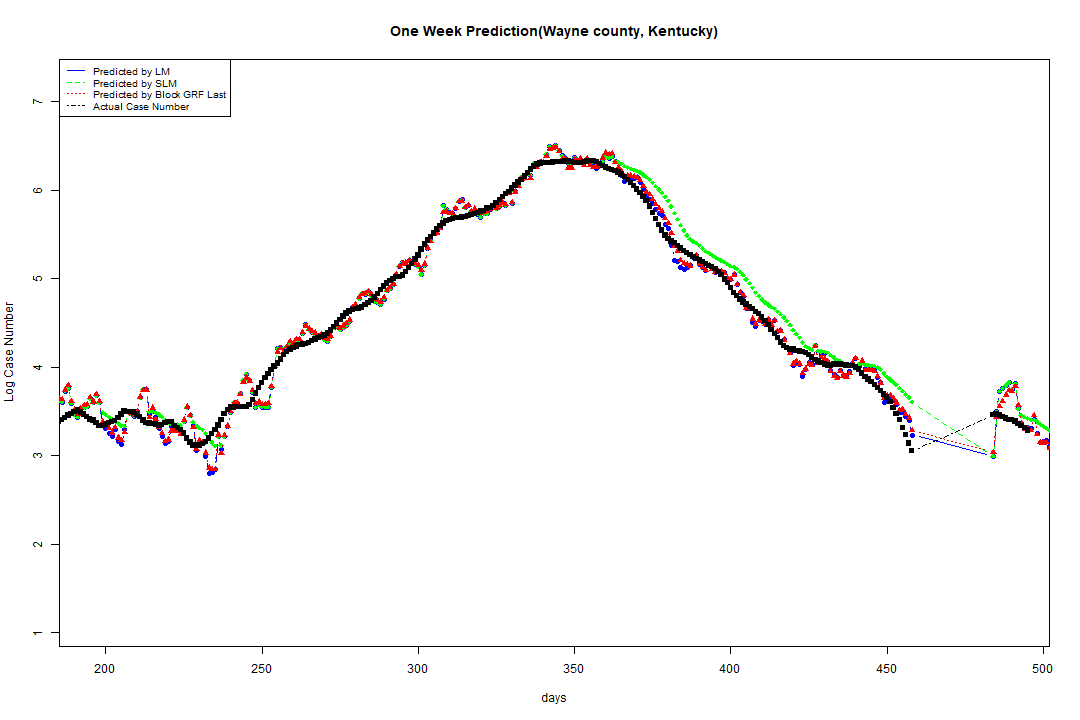 One Week Prediction(Wayne county, Kentucky)
Predicted by LM
Predicted by SLM
Predicted by Block GRF Last
Actual Case Number
7
6
5
4
3
2
1
Log Case Number
200 250 300 350 400 450 500
days